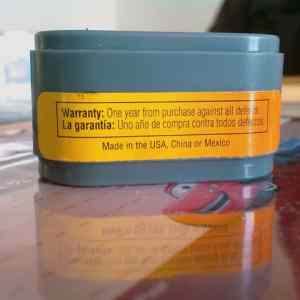 Warranty: One year from purchase against all defects.
La garantía: Uno año de compra contra todos defectos.
Made in the USA, China or Mexico